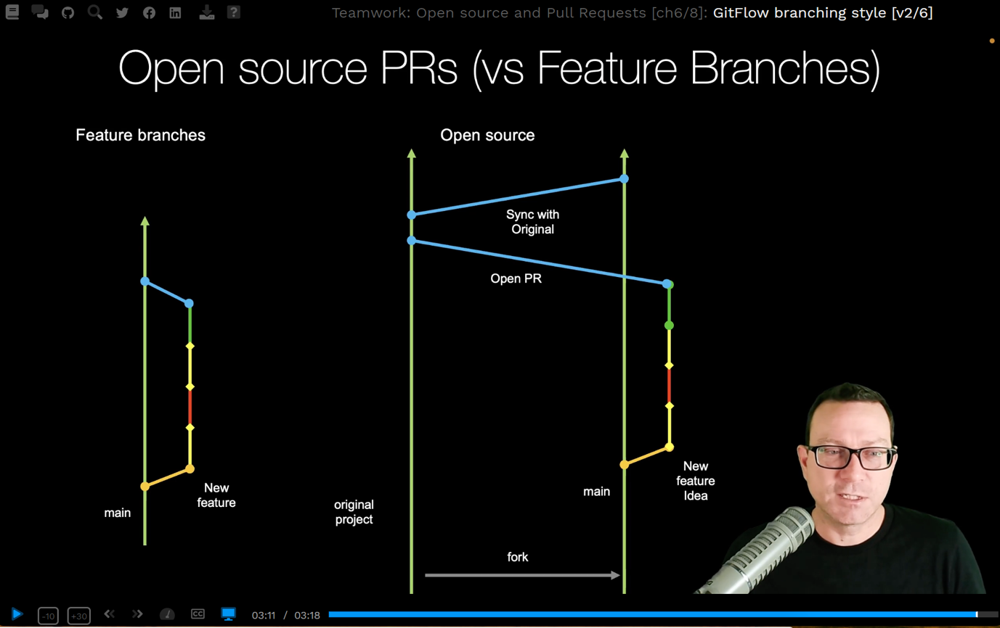 Teamwork: Open source and Pull Requests [ch6/8]: GitFlow branching style [v2/6]
Open source PRs (vs Feature Branches)
Feature branches
Open source
Sync with
Original
Open PR
New
feature
main
New
feature
Idea
main
original
project
fork
-10
+30
CC
03:11 / 03:18